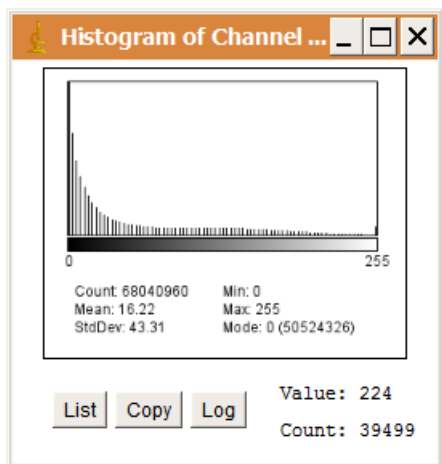 Histogram of Channel ...
0 255
Count: 68040960 Min: 0
Mean: 16.22 Max: 255
StdDev: 43.31 Mode: 0 (50524326)
List Copy Log
Value: 224
Count: 39499